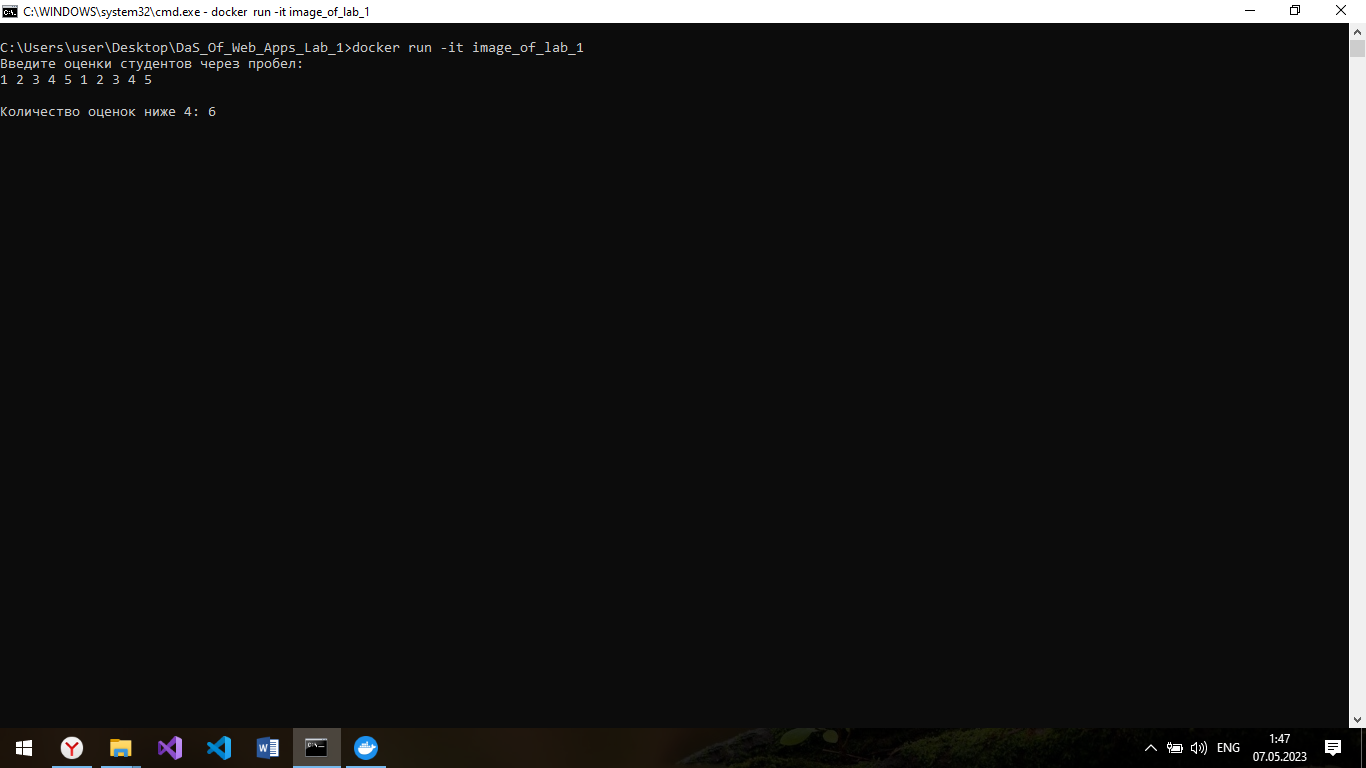 C:\WINDOWS\system32\cmd.exe - docker  run -it image_of_lab_1
C:\Users\user\Desktop\DaS_Of_Web_Apps_Lab_1>docker run -it image_of_lab_1
Введите оценки студентов через пробел:
1 2 3 4 5 1 2 3 4 5
Количество оценок ниже 4: 6
ENG
1:47
07.05.2023